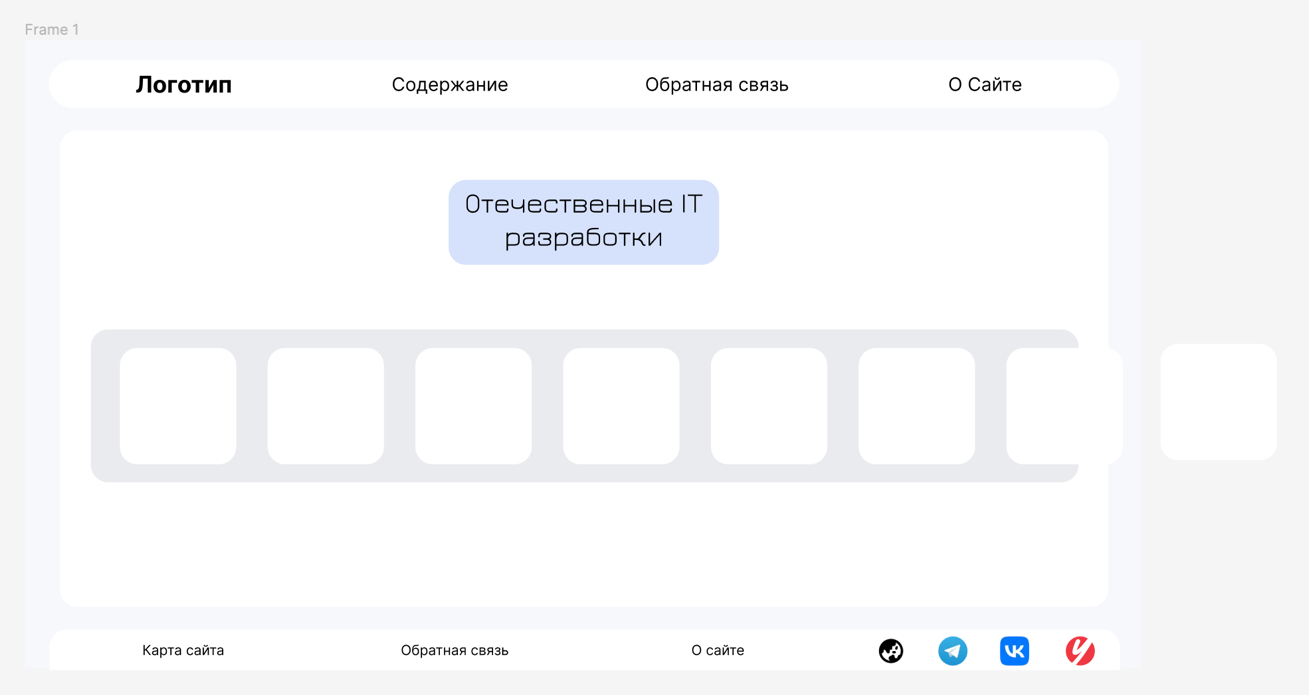 Frame 1
Логотип
Содержание
Обратная связь
О Сайте
Отечественные IT
разработки
Карта сайта
Обратная связь
О сайте